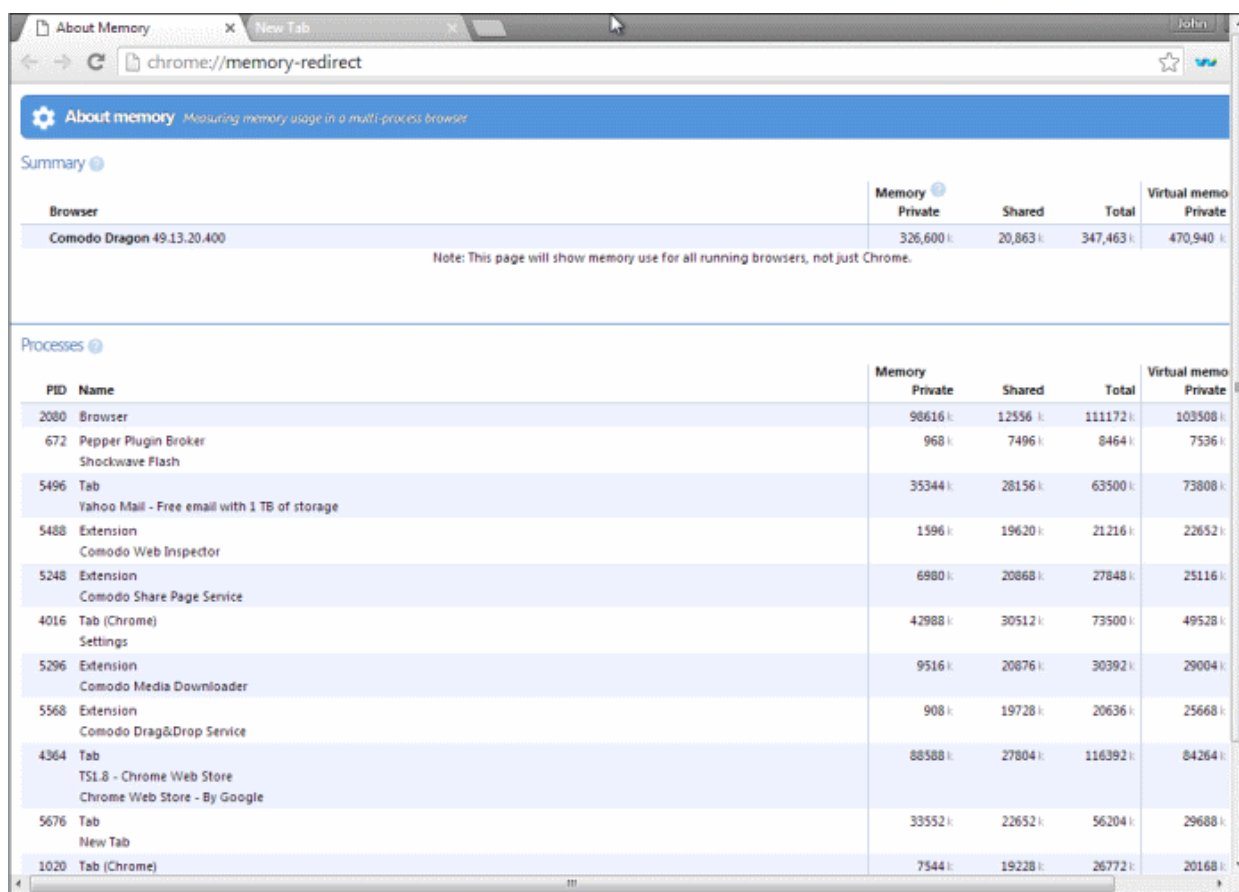 About Memory
New Tab
John
chrome://memory-redirect
About memory Measuring memory usage in a multi-process browser
Summary
Memory Virtual memo
Browser Private Shared Total Private
Comodo Dragon 49.13.20.400 326,600 k 20,863 k 347,463 k 470,940 k
Note: This page will show memory use for all running browsers, not just Chrome.
Processes
Memory Virtual memo
PID Name Private Shared Total Private
2080 Browser 98616 k 12556 k 111172 k 103508 k
672 Pepper Plugin Broker 968 k 7496 k 8464 k 7536 k
Shockwave Flash
5496 Tab 35344 k 28156 k 63500 k 73808 k
Yahoo Mail - Free email with 1 TB of storage
5488 Extension 1596 k 19620 k 21216 k 22652 k
Comodo Web Inspector
5248 Extension 6980 k 20868 k 27848 k 25116 k
Comodo Share Page Service
4016 Tab (Chrome) 42988 k 30512 k 73500 k 49528 k
Settings
5296 Extension 9516 k 20876 k 30392 k 29004 k
Comodo Media Downloader
5568 Extension 908 k 19728 k 20636 k 25668 k
Comodo Drag&Drop Service
4364 Tab 88588 k 27804 k 116392 k 84264 k
TS1.8 - Chrome Web Store
Chrome Web Store - By Google
5676 Tab 33552 k 22652 k 56204 k 29688 k
New Tab
1020 Tab (Chrome) 7544 k 19228 k 26772 k 20168 k